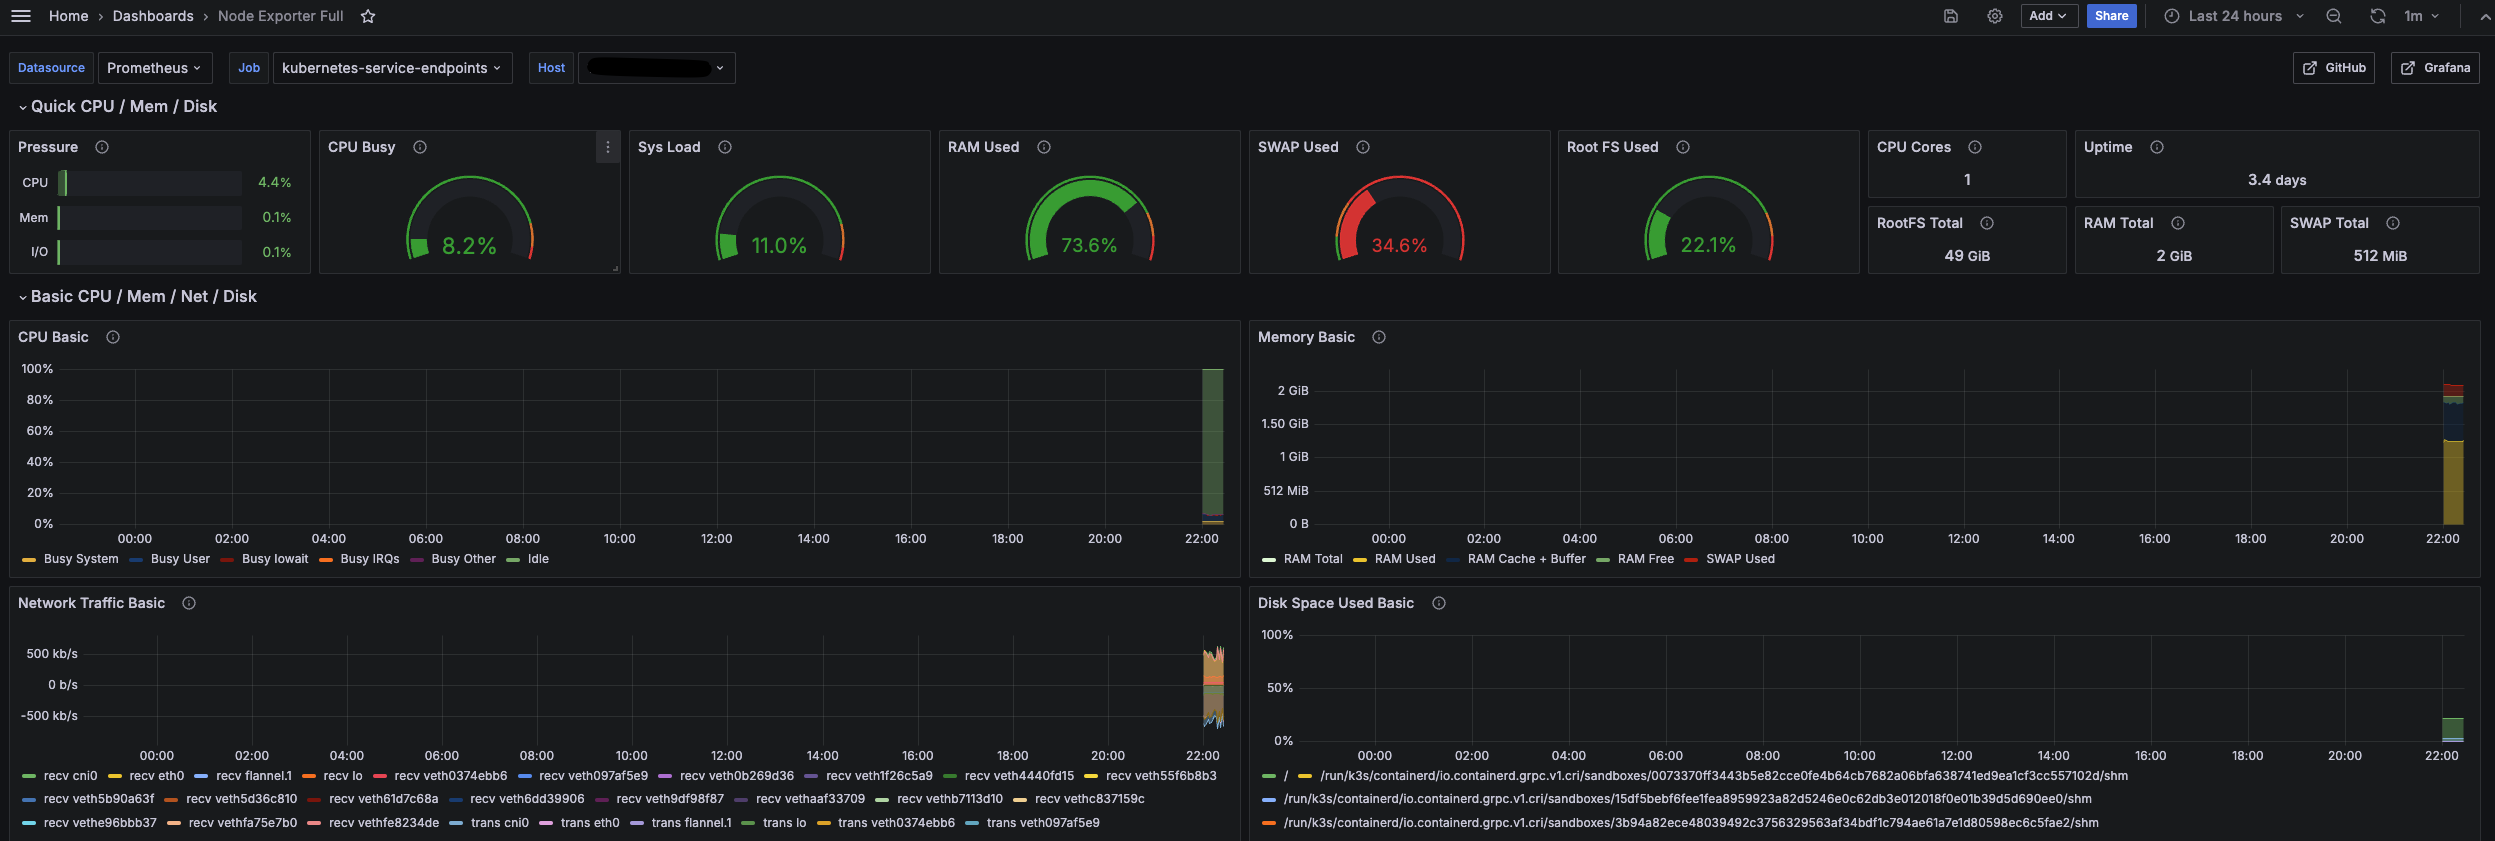 Home › Dashboards › Node Exporter Full
Add
Share
Last 24 hours
1m
Datasource Prometheus Job kubernetes-service-endpoints Host
GitHub Grafana
Quick CPU / Mem / Disk
Pressure
CPU 4.4%
Mem 0.1%
I/O 0.1%
CPU Busy
8.2%
Sys Load
11.0%
RAM Used
73.6%
SWAP Used
34.6%
Root FS Used
22.1%
CPU Cores
1
Uptime
3.4 days
RootFS Total
49 GiB
RAM Total
2 GiB
SWAP Total
512 MiB
Basic CPU / Mem / Net / Disk
CPU Basic
100%
80%
60%
40%
20%
0%
00:00 02:00 04:00 06:00 08:00 10:00 12:00 14:00 16:00 18:00 20:00 22:00
Busy System Busy User Busy Iowait Busy IRQs Busy Other Idle
Memory Basic
2 GiB
1.50 GiB
1 GiB
512 MiB
0 B
00:00 02:00 04:00 06:00 08:00 10:00 12:00 14:00 16:00 18:00 20:00 22:00
RAM Total RAM Used RAM Cache + Buffer RAM Free SWAP Used
Network Traffic Basic
500 kb/s
0 b/s
-500 kb/s
00:00 02:00 04:00 06:00 08:00 10:00 12:00 14:00 16:00 18:00 20:00 22:00
recv cni0 recv eth0 recv flannel.1 recv lo recv veth0374ebb6 recv veth097af5e9 recv veth0b269d36 recv veth1f26c5a9 recv veth4440fd15 recv veth55f6b8b3
recv veth5b90a63f recv veth5d36c810 recv veth61d7c68a recv veth6dd39906 recv veth9df98f87 recv vethaaf33709 recv vethb7113d10 recv vethc837159c
recv vethe96bbb37 recv vethfa75e7b0 recv vethfe8234de trans cni0 trans eth0 trans flannel.1 trans lo trans veth0374ebb6 trans veth097af5e9
Disk Space Used Basic
100%
50%
0%
00:00 02:00 04:00 06:00 08:00 10:00 12:00 14:00 16:00 18:00 20:00 22:00
/ /run/k3s/containerd/io.containerd.grpc.v1.cri/sandboxes/0073370ff3443b5e82cce0fe4b64cb7682a06bfa638741ed9ea1cf3cc557102d/shm
/run/k3s/containerd/io.containerd.grpc.v1.cri/sandboxes/15df5bebf6fee1fea8959923a82d5246e0c62db3e012018f0e01b39d5d690ee0/shm
/run/k3s/containerd/io.containerd.grpc.v1.cri/sandboxes/3b94a82ece48039492c3756329563af34bdf1c794ae61a7e1d80598ec6c5fae2/shm